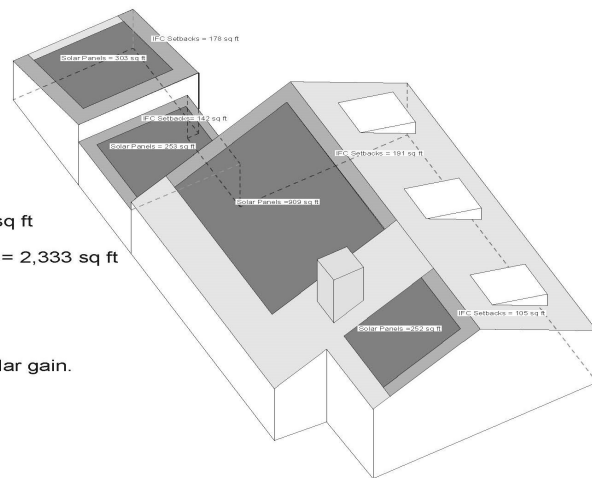 IFC Setbacks = 178 sq ft
Solar Panels = 303 sq ft
IFC Setbacks= 142 sq ft
Solar Panels = 253 sq ft
IFC Setbacks = 191 sq ft
Solar Panels =909 sq ft
sq ft
= 2,333 sq ft
IFC Setbacks = 105 sq ft
Solar Panels =252 sq ft
lar gain.